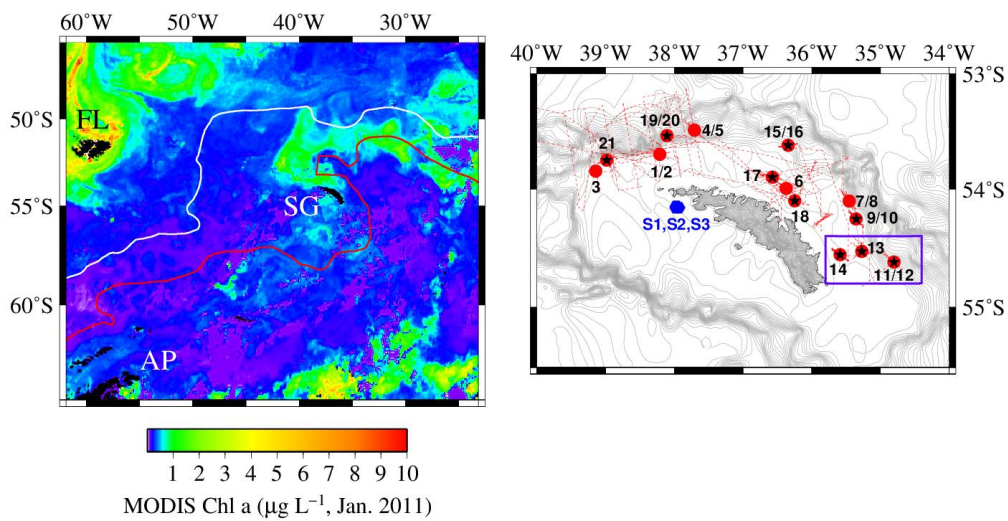 60°W 50°W 40°W 30°W
50°S
55°S
60°S
FL
SG
AP
1 2 3 4 5 6 7 8 9 10
MODIS Chl a (µg L⁻¹, Jan. 2011)
40°W 39°W 38°W 37°W 36°W 35°W 34°W
53°S
54°S
55°S
19/20
4/5
15/16
21
1/2
3
17
6
18
7/8
9/10
S1,S2,S3
13
14
11/12